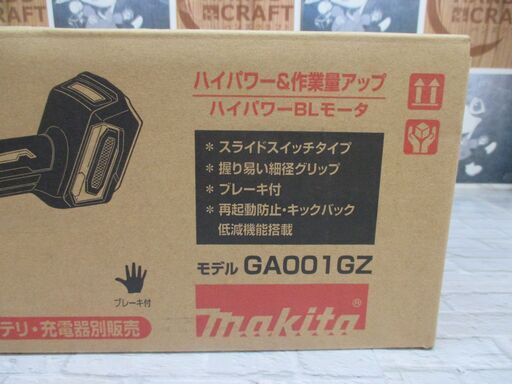 CRAFT
CRAFT
ハイパワー&作業量アップ
ハイパワーBLモータ
* スライドスイッチタイプ
* 握り易い細径グリップ
* ブレーキ付
* 再起動防止・キックバック
低減機能搭載
モデル GA001GZ
ブレーキ付
テリ・充電器別販売
makita®